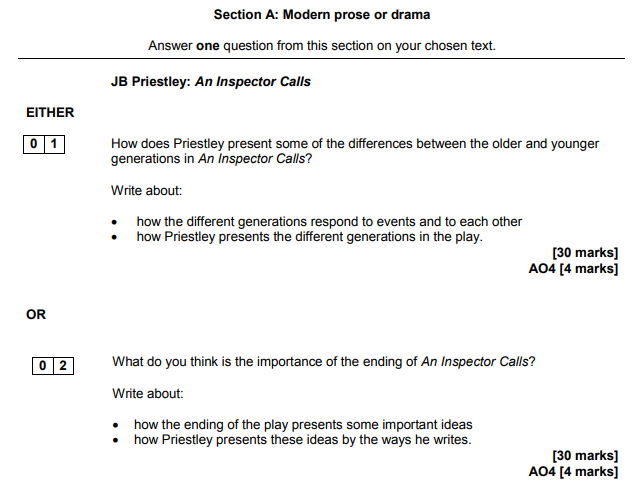 Section A: Modern prose or drama
Answer one question from this section on your chosen text.
JB Priestley: An Inspector Calls
EITHER
0 1 How does Priestley present some of the differences between the older and younger
generations in An Inspector Calls?
Write about:
• how the different generations respond to events and to each other
• how Priestley presents the different generations in the play.
[30 marks]
AO4 [4 marks]
OR
0 2 What do you think is the importance of the ending of An Inspector Calls?
Write about:
• how the ending of the play presents some important ideas
• how Priestley presents these ideas by the ways he writes.
[30 marks]
AO4 [4 marks]